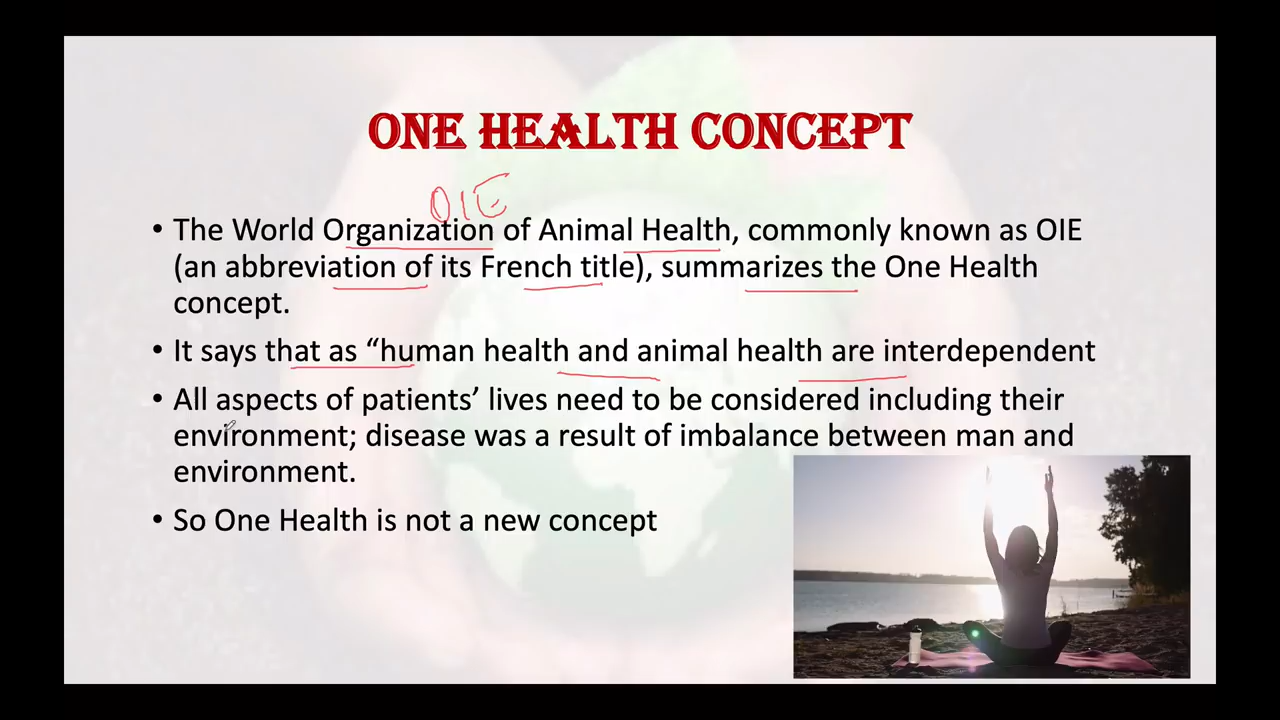 ONE HEALTH CONCEPT
OIE
• The World Organization of Animal Health, commonly known as OIE
(an abbreviation of its French title), summarizes the One Health
concept.
• It says that as “human health and animal health are interdependent
• All aspects of patients’ lives need to be considered including their
environment; disease was a result of imbalance between man and
environment.
• So One Health is not a new concept